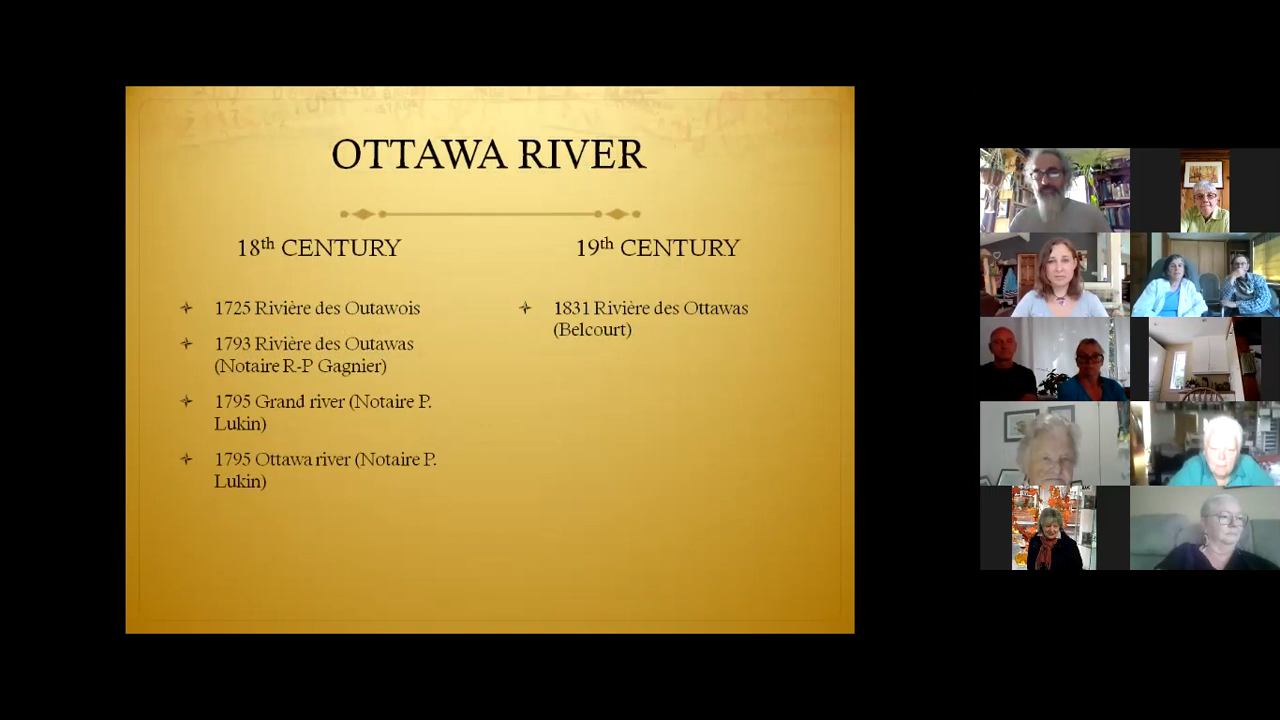 OTTAWA RIVER
18th CENTURY
1725 Rivière des Outawois
1793 Rivière des Outawas
(Notaire R-P Gagnier)
1795 Grand river (Notaire P.
Lukin)
1795 Ottawa river (Notaire P.
Lukin)
19th CENTURY
1831 Rivière des Ottawas
(Belcourt)